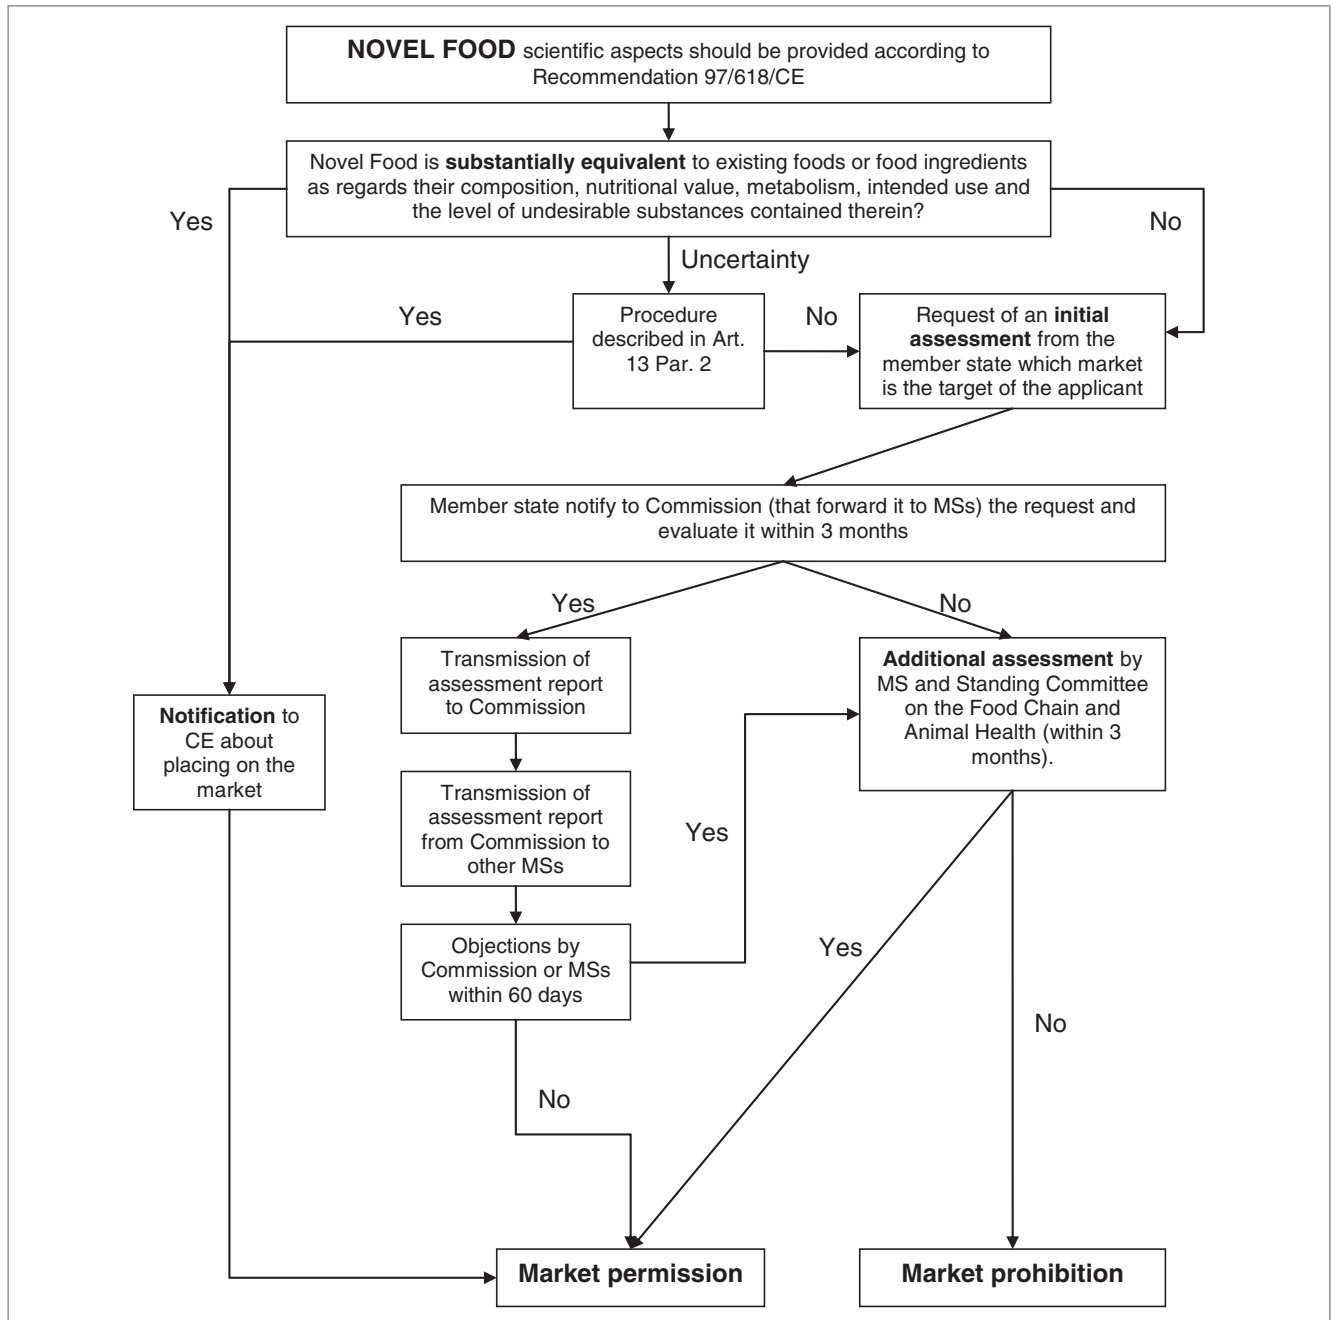 NOVEL FOOD scientific aspects should be provided according to
Recommendation 97/618/CE
Novel Food is substantially equivalent to existing foods or food ingredients
as regards their composition, nutritional value, metabolism, intended use and
the level of undesirable substances contained therein?
Yes
No
Uncertainty
Yes
Procedure
described in Art.
13 Par. 2
No
Request of an initial
assessment from the
member state which market
is the target of the applicant
Member state notify to Commission (that forward it to MSs) the request and
evaluate it within 3 months
Yes
No
Transmission of
assessment report
to Commission
Additional assessment by
MS and Standing Committee
on the Food Chain and
Animal Health (within 3
months).
Notification to
CE about
placing on the
market
Transmission of
assessment report
from Commission to
other MSs
Yes
Objections by
Commission or MSs
within 60 days
Yes
No
No
Market permission
Market prohibition